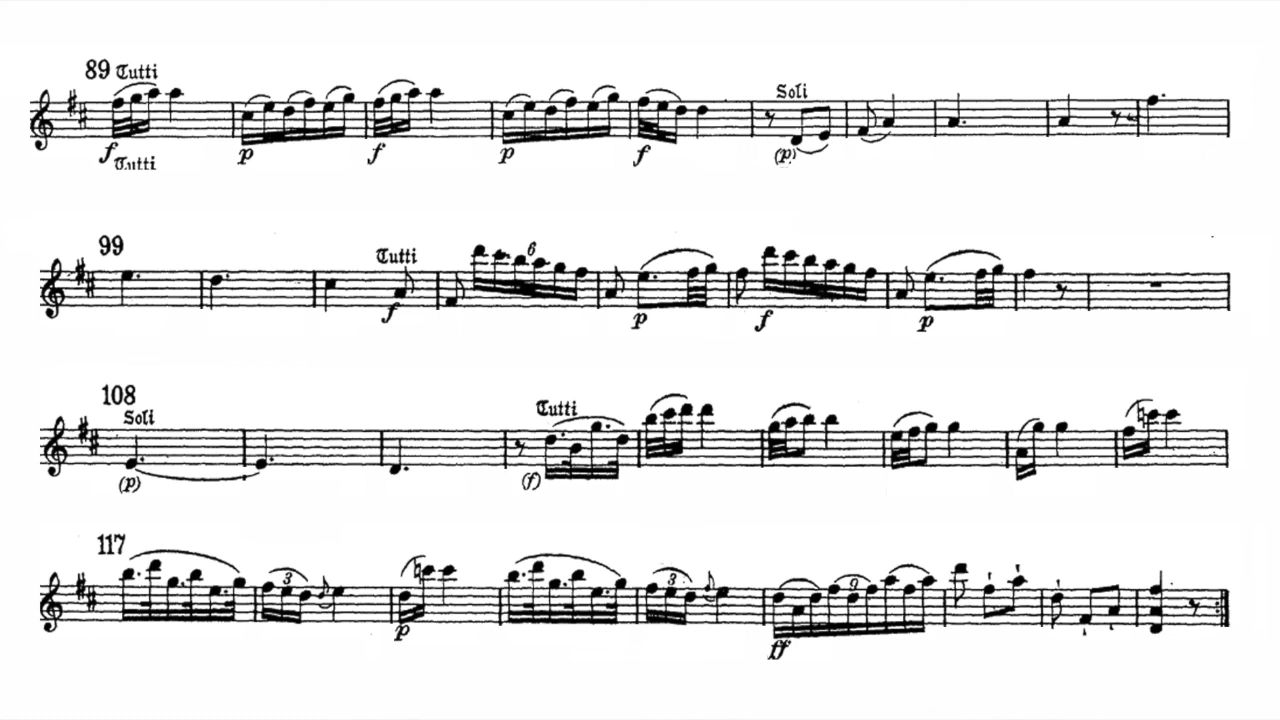 89 Tutti
Soli
f p f p f (p)
Tutti
99
Tutti
6
f p f p
108
Soli
Tutti
(p) (f)
117
3 3 9
p ff